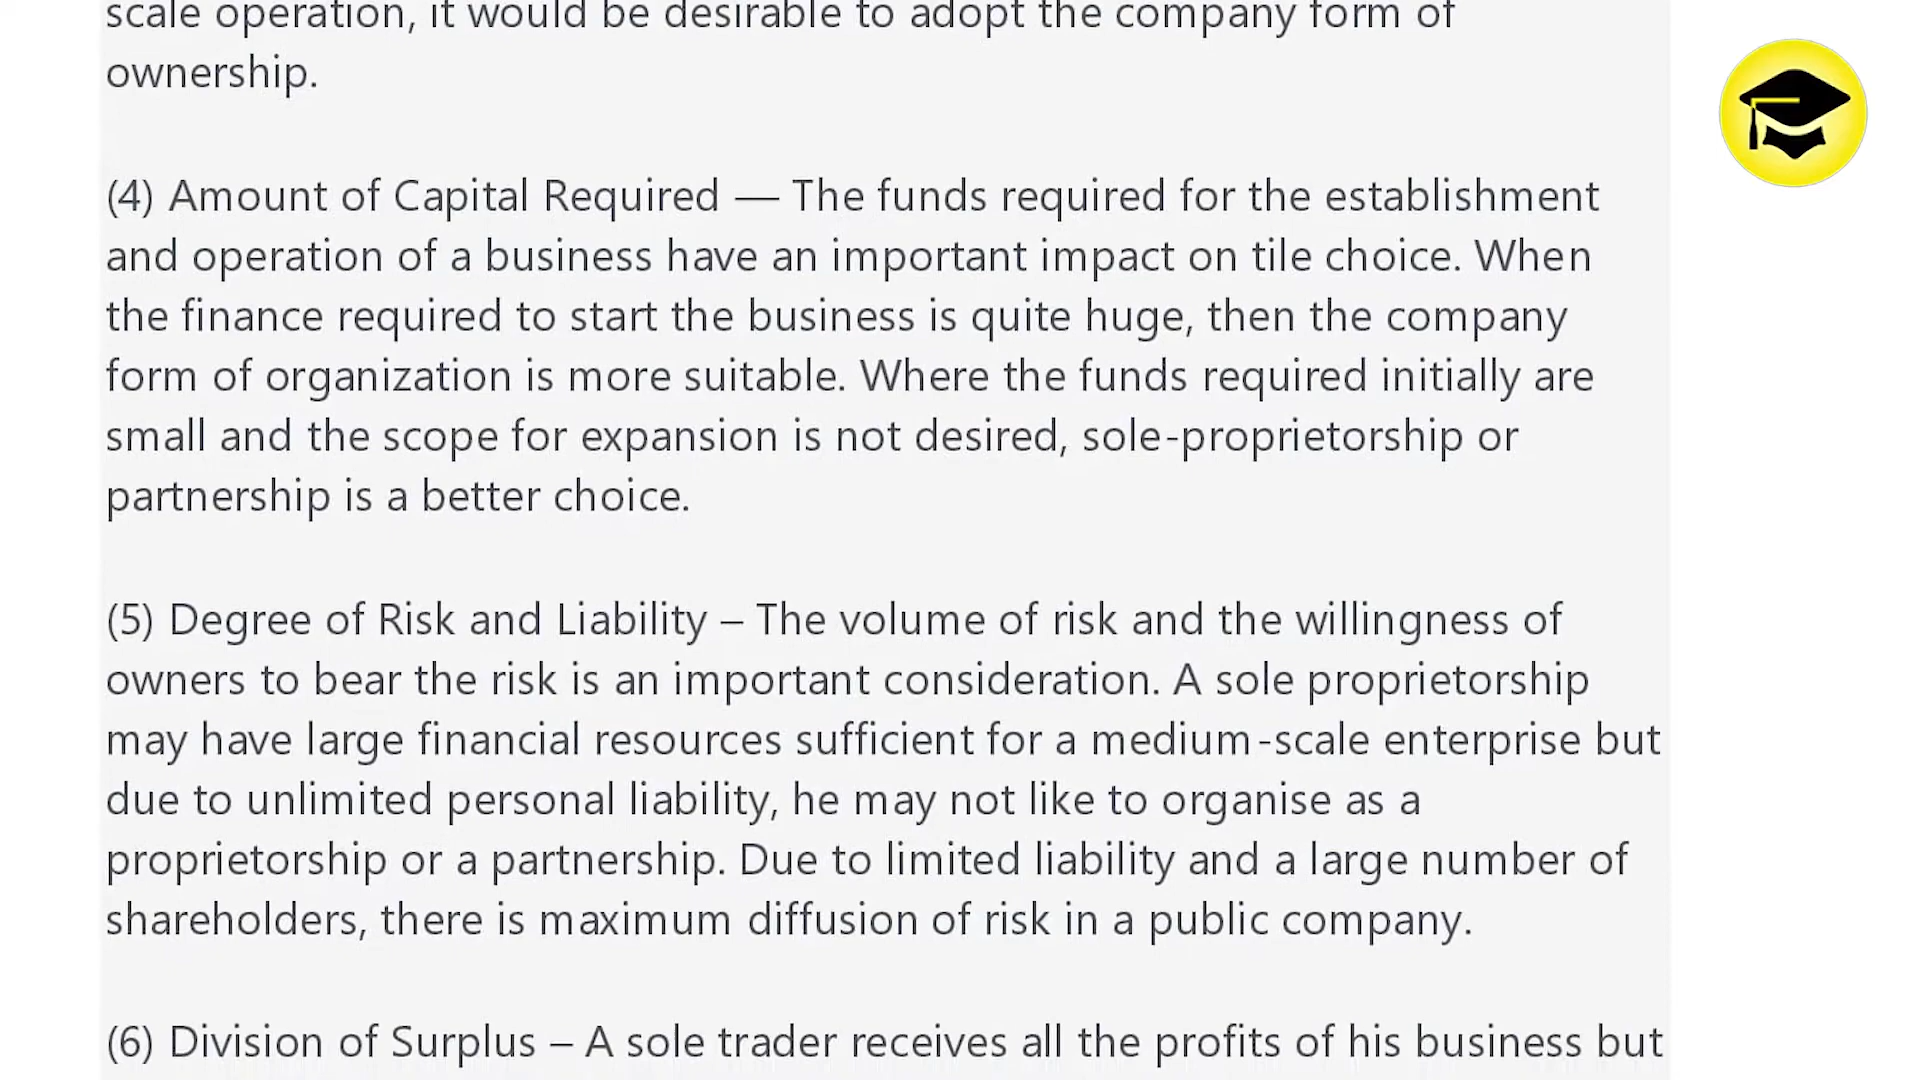 scale operation, it would be desirable to adopt the company form of
ownership.
(4) Amount of Capital Required — The funds required for the establishment
and operation of a business have an important impact on tile choice. When
the finance required to start the business is quite huge, then the company
form of organization is more suitable. Where the funds required initially are
small and the scope for expansion is not desired, sole-proprietorship or
partnership is a better choice.
(5) Degree of Risk and Liability – The volume of risk and the willingness of
owners to bear the risk is an important consideration. A sole proprietorship
may have large financial resources sufficient for a medium-scale enterprise but
due to unlimited personal liability, he may not like to organise as a
proprietorship or a partnership. Due to limited liability and a large number of
shareholders, there is maximum diffusion of risk in a public company.
(6) Division of Surplus – A sole trader receives all the profits of his business but